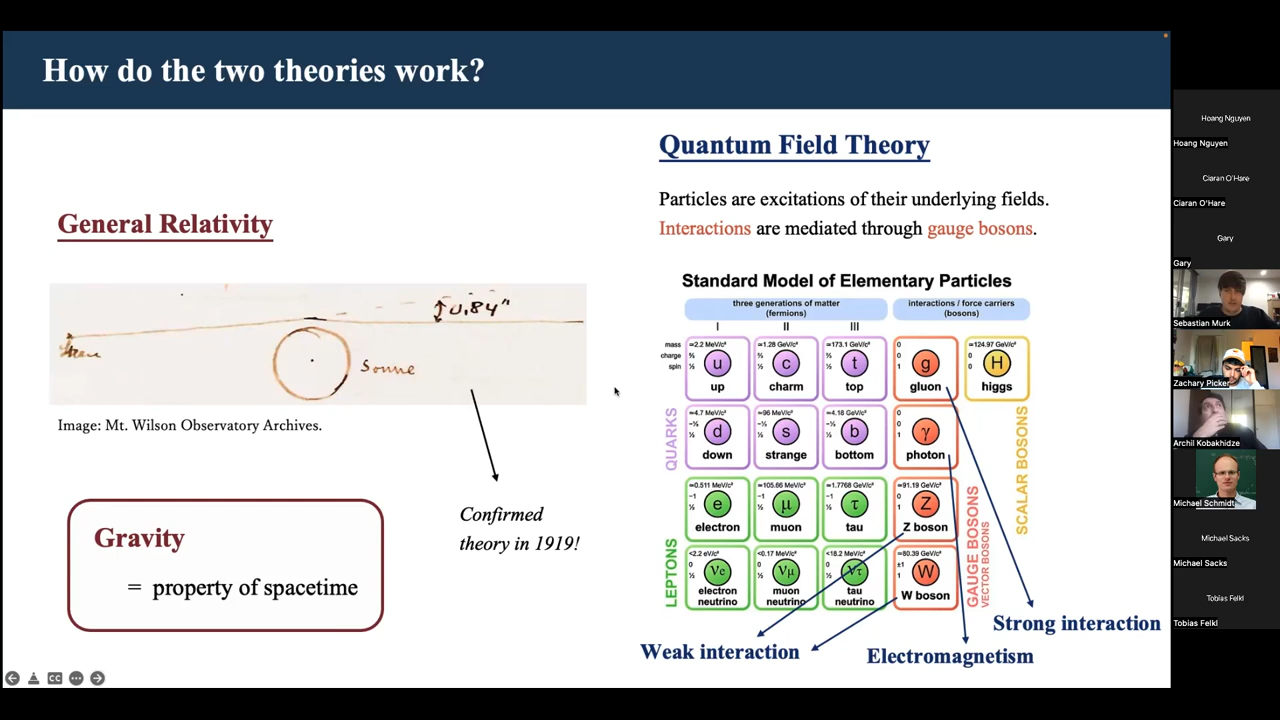 How do the two theories work?
General Relativity
0.84"
Sonne
Image: Mt. Wilson Observatory Archives.
Confirmed
theory in 1919!
Gravity
= property of spacetime
Quantum Field Theory
Particles are excitations of their underlying fields.
Interactions are mediated through gauge bosons.
Standard Model of Elementary Particles
three generations of matter
(fermions)
interactions / force carriers
(bosons)
I II III
mass
charge
spin
≃2.2 MeV/c²
⅔
½
u
up
≃1.28 GeV/c²
⅔
½
c
charm
≃173.1 GeV/c²
⅔
½
t
top
0
0
1
g
gluon
≃124.97 GeV/c²
0
0
H
higgs
QUARKS
≃4.7 MeV/c²
-⅓
½
d
down
≃96 MeV/c²
-⅓
½
s
strange
≃4.18 GeV/c²
-⅓
½
b
bottom
0
0
1
γ
photon
SCALAR BOSONS
LEPTONS
≃0.511 MeV/c²
-1
½
e
electron
≃105.66 MeV/c²
-1
½
μ
muon
≃1.7768 GeV/c²
-1
½
τ
tau
≃91.19 GeV/c²
0
1
Z
Z boson
GAUGE BOSONS
VECTOR BOSONS
<2.2 eV/c²
0
½
νe
electron
neutrino
<0.17 MeV/c²
0
½
νμ
muon
neutrino
<18.2 MeV/c²
0
½
ντ
tau
neutrino
≃80.39 GeV/c²
±1
1
W
W boson
Strong interaction
Weak interaction
Electromagnetism
CC
Hoang Nguyen
Hoang Nguyen
Ciaran O'Hare
Ciaran O'Hare
Gary
Gary
Sebastian Murk
Zachary Picker
Archil Kobakhidze
Michael Schmidt
Michael Sacks
Michael Sacks
Tobias Felkl
Tobias Felkl